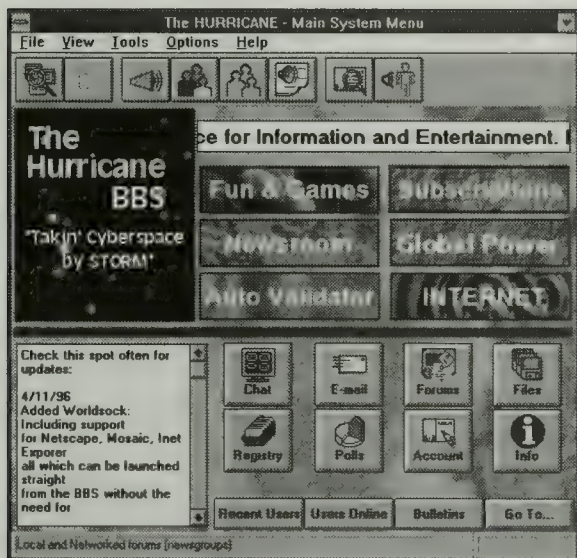 The HURRICANE - Main System Menu
File View Tools Options Help
The
Hurricane
BBS
"Takin' Cyberspace
by STORM"
ce for Information and Entertainment.
Fun & Games
Subscriptions
Newsroom
Global Power
Auto Validator
INTERNET
Check this spot often for
updates:
4/11/96
Added Worldsock:
Including support
for Netscape, Mosaic, Inet
Exporer
all which can be launched
straight
from the BBS without the
need for
Chat
E-mail
Forums
Files
Registry
Polls
Account
Info
Recent Users
Users Online
Bulletins
Go To...
Local and Networked forums (newsgroups)